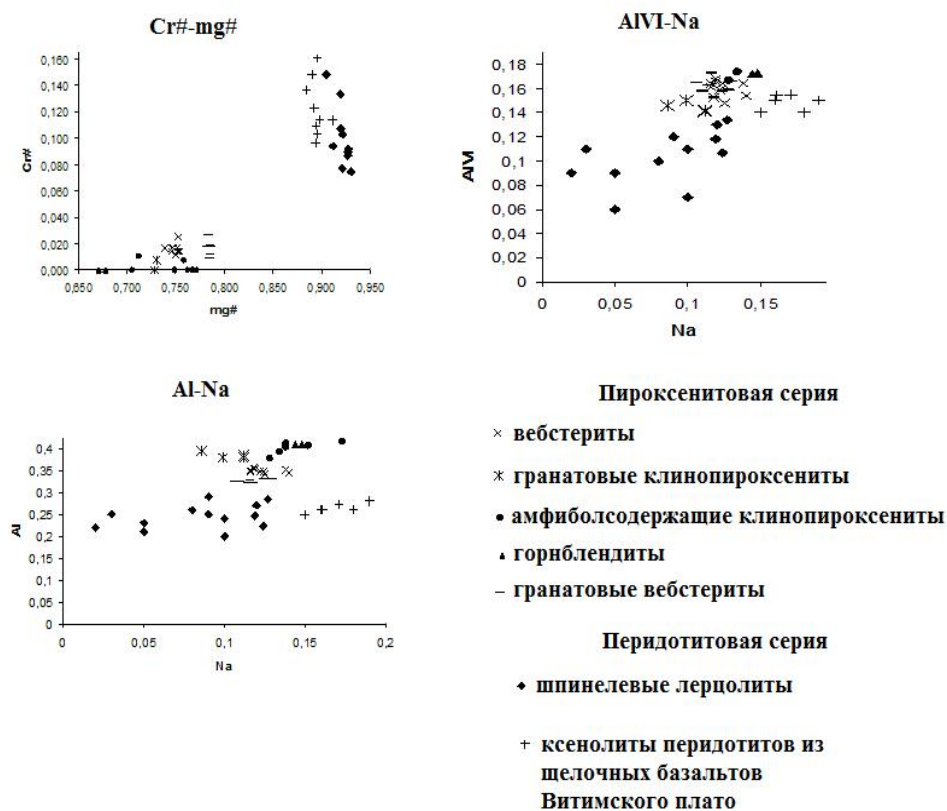 Cr#-mg#
Cr#
0,160
0,140
0,120
0,100
0,080
0,060
0,040
0,020
0,000
0,650 0,700 0,750 0,800 0,850 0,900 0,950
mg#
AlVI-Na
AlVI
0,18
0,16
0,14
0,12
0,1
0,08
0,06
0,04
0,02
0
0 0,05 0,1 0,15
Na
Al-Na
Al
0,4
0,35
0,3
0,25
0,2
0,15
0,1
0,05
0
0 0,05 0,1 0,15 0,2
Na
Пироксенитовая серия
вебстериты
гранатовые клинопироксениты
амфиболсодержащие клинопироксениты
горнблендиты
гранатовые вебстериты
Перидотитовая серия
шпинелевые лерцолиты
ксенолиты перидотитов из
щелочных базальтов
Витимского плато